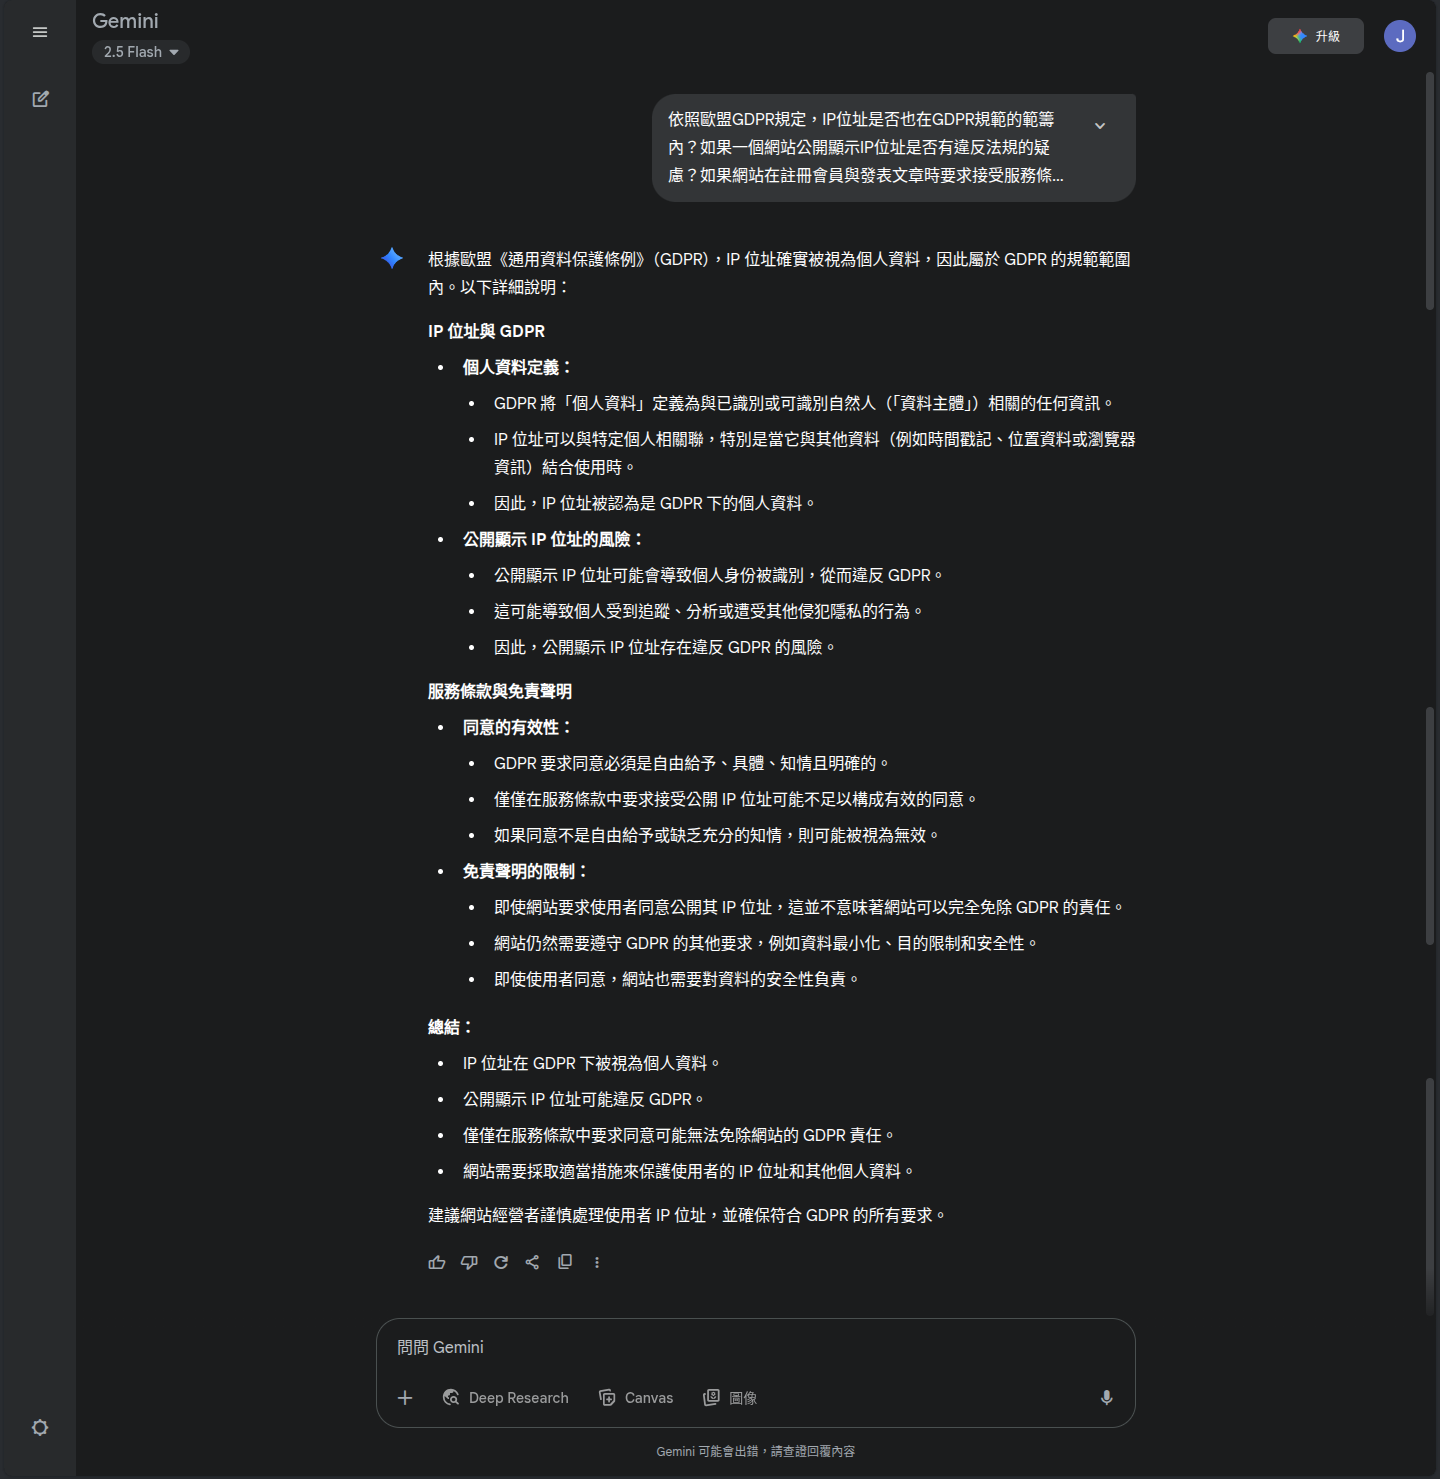 Gemini
2.5 Flash
升級
J
依照歐盟GDPR規定，IP位址是否也在GDPR規範的範籌
內？如果一個網站公開顯示IP位址是否有違反法規的疑
慮？如果網站在註冊會員與發表文章時要求接受服務條...
根據歐盟《通用資料保護條例》（GDPR），IP 位址確實被視為個人資料，因此屬於 GDPR 的規範範圍
內。以下詳細說明：
IP 位址與 GDPR
• 個人資料定義：
• GDPR 將「個人資料」定義為與已識別或可識別自然人（「資料主體」）相關的任何資訊。
• IP 位址可以與特定個人相關聯，特別是當它與其他資料（例如時間戳記、位置資料或瀏覽器
資訊）結合使用時。
• 因此，IP 位址被認為是 GDPR 下的個人資料。
• 公開顯示 IP 位址的風險：
• 公開顯示 IP 位址可能會導致個人身份被識別，從而違反 GDPR。
• 這可能導致個人受到追蹤、分析或遭受其他侵犯隱私的行為。
• 因此，公開顯示 IP 位址存在違反 GDPR 的風險。
服務條款與免責聲明
• 同意的有效性：
• GDPR 要求同意必須是自由給予、具體、知情且明確的。
• 僅僅在服務條款中要求接受公開 IP 位址可能不足以構成有效的同意。
• 如果同意不是自由給予或缺乏充分的知情，則可能被視為無效。
• 免責聲明的限制：
• 即使網站要求使用者同意公開其 IP 位址，這並不意味著網站可以完全免除 GDPR 的責任。
• 網站仍然需要遵守 GDPR 的其他要求，例如資料最小化、目的限制和安全性。
• 即使使用者同意，網站也需要對資料的安全性負責。
總結：
• IP 位址在 GDPR 下被視為個人資料。
• 公開顯示 IP 位址可能違反 GDPR。
• 僅僅在服務條款中要求同意可能無法免除網站的 GDPR 責任。
• 網站需要採取適當措施來保護使用者的 IP 位址和其他個人資料。
建議網站經營者謹慎處理使用者 IP 位址，並確保符合 GDPR 的所有要求。
問問 Gemini
Deep Research
Canvas
圖像
Gemini 可能會出錯，請查證回覆內容